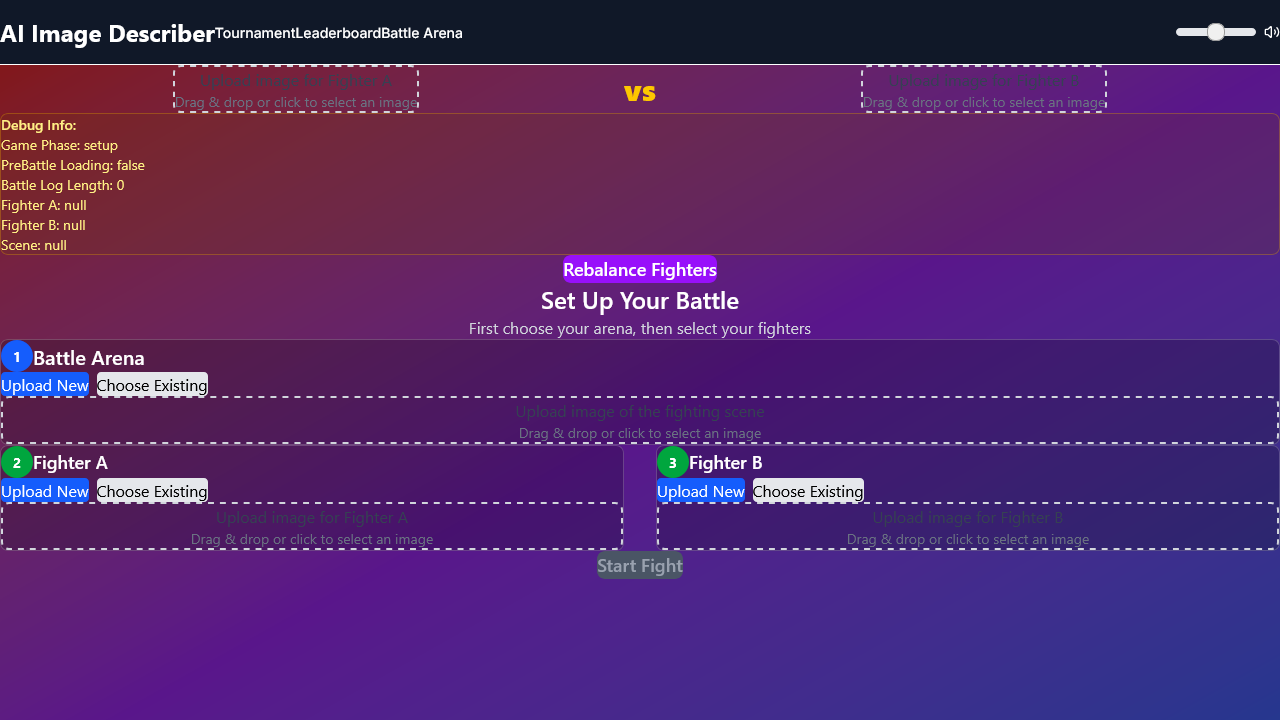 AI Image Describer Tournament Leaderboard Battle Arena
Upload image for Fighter A
Drag & drop or click to select an image
VS
Upload image for Fighter B
Drag & drop or click to select an image
Debug Info:
Game Phase: setup
PreBattle Loading: false
Battle Log Length: 0
Fighter A: null
Fighter B: null
Scene: null
Rebalance Fighters
Set Up Your Battle
First choose your arena, then select your fighters
1 Battle Arena
Upload New Choose Existing
Upload image of the fighting scene
Drag & drop or click to select an image
2 Fighter A
Upload New Choose Existing
Upload image for Fighter A
Drag & drop or click to select an image
3 Fighter B
Upload New Choose Existing
Upload image for Fighter B
Drag & drop or click to select an image
Start Fight